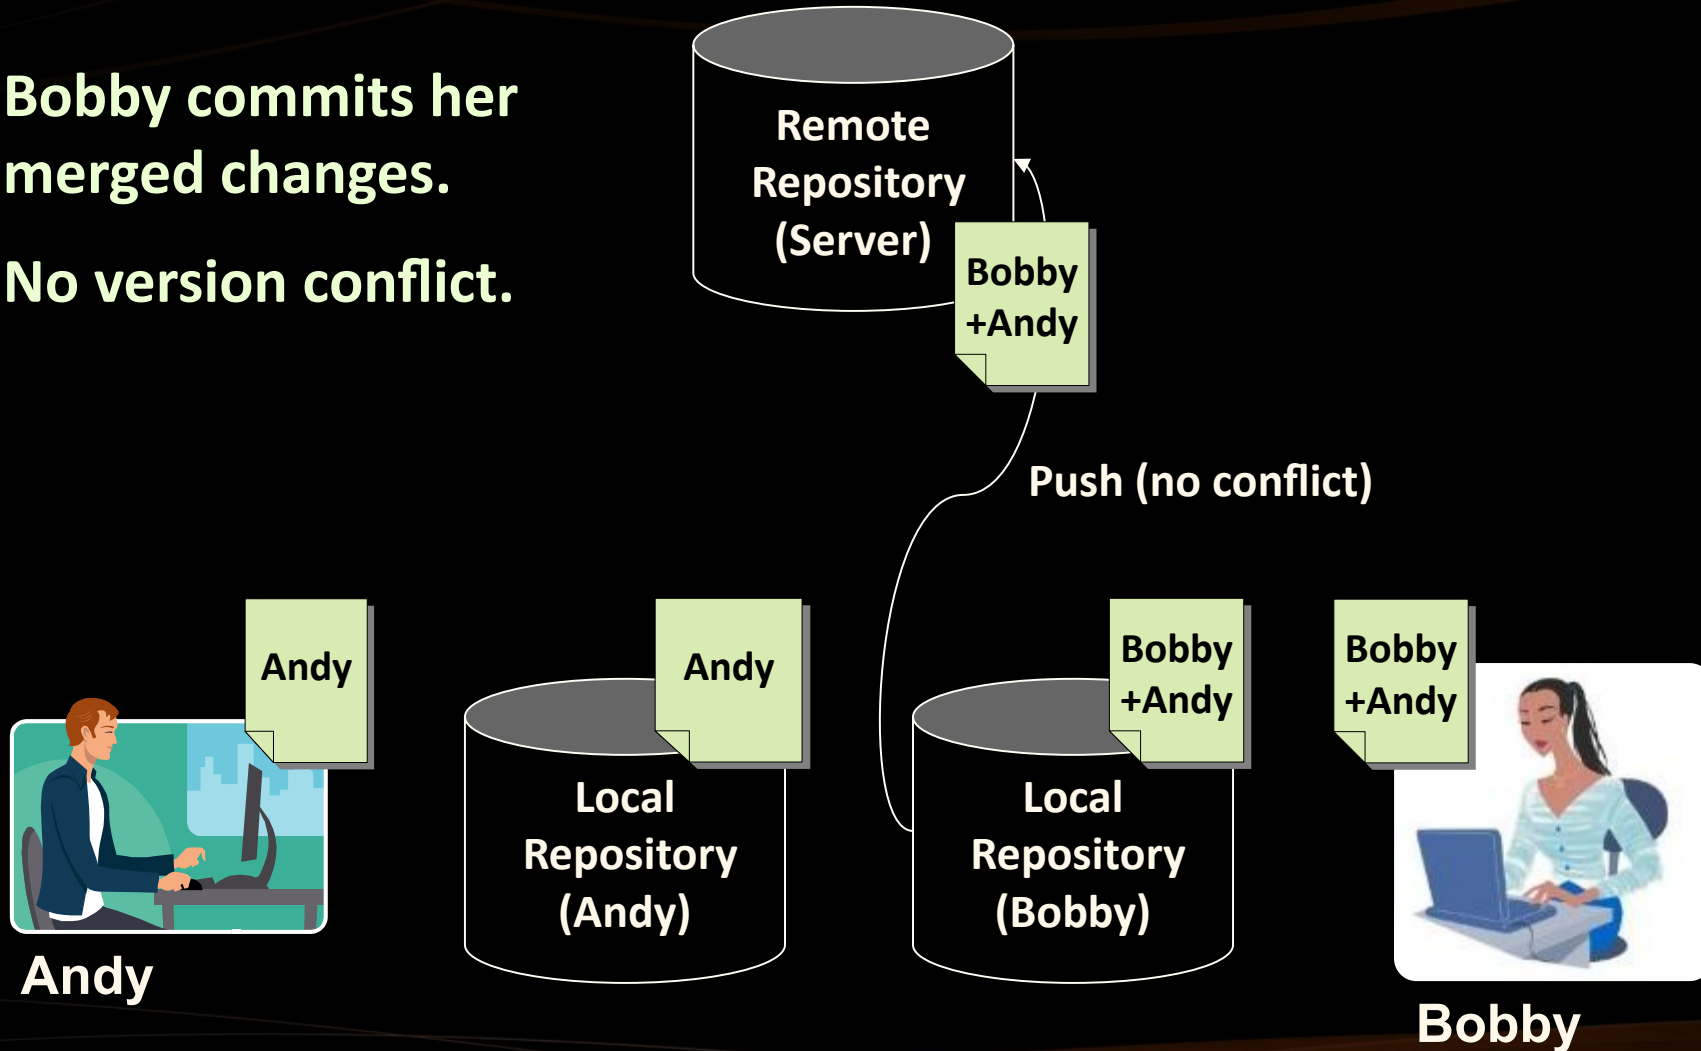 Bobby commits her
merged changes.
No version conflict.
Remote
Repository
(Server)
Bobby
+Andy
Push (no conflict)
Andy
Andy
Bobby
+Andy
Bobby
+Andy
Local
Repository
(Andy)
Local
Repository
(Bobby)
Andy
Bobby